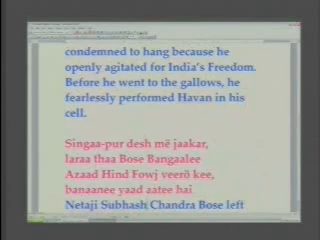 condemned to hang because he
openly agitated for India's Freedom.
Before he went to the gallows, he
fearlessly performed Havan in his
cell.
Singaa-pur desh mē jaakar,
laraa thaa Bose Bangaalee
Azaad Hind Fowj veerō kee,
banaanee yaad aatee hai
Netaji Subhash Chandra Bose left